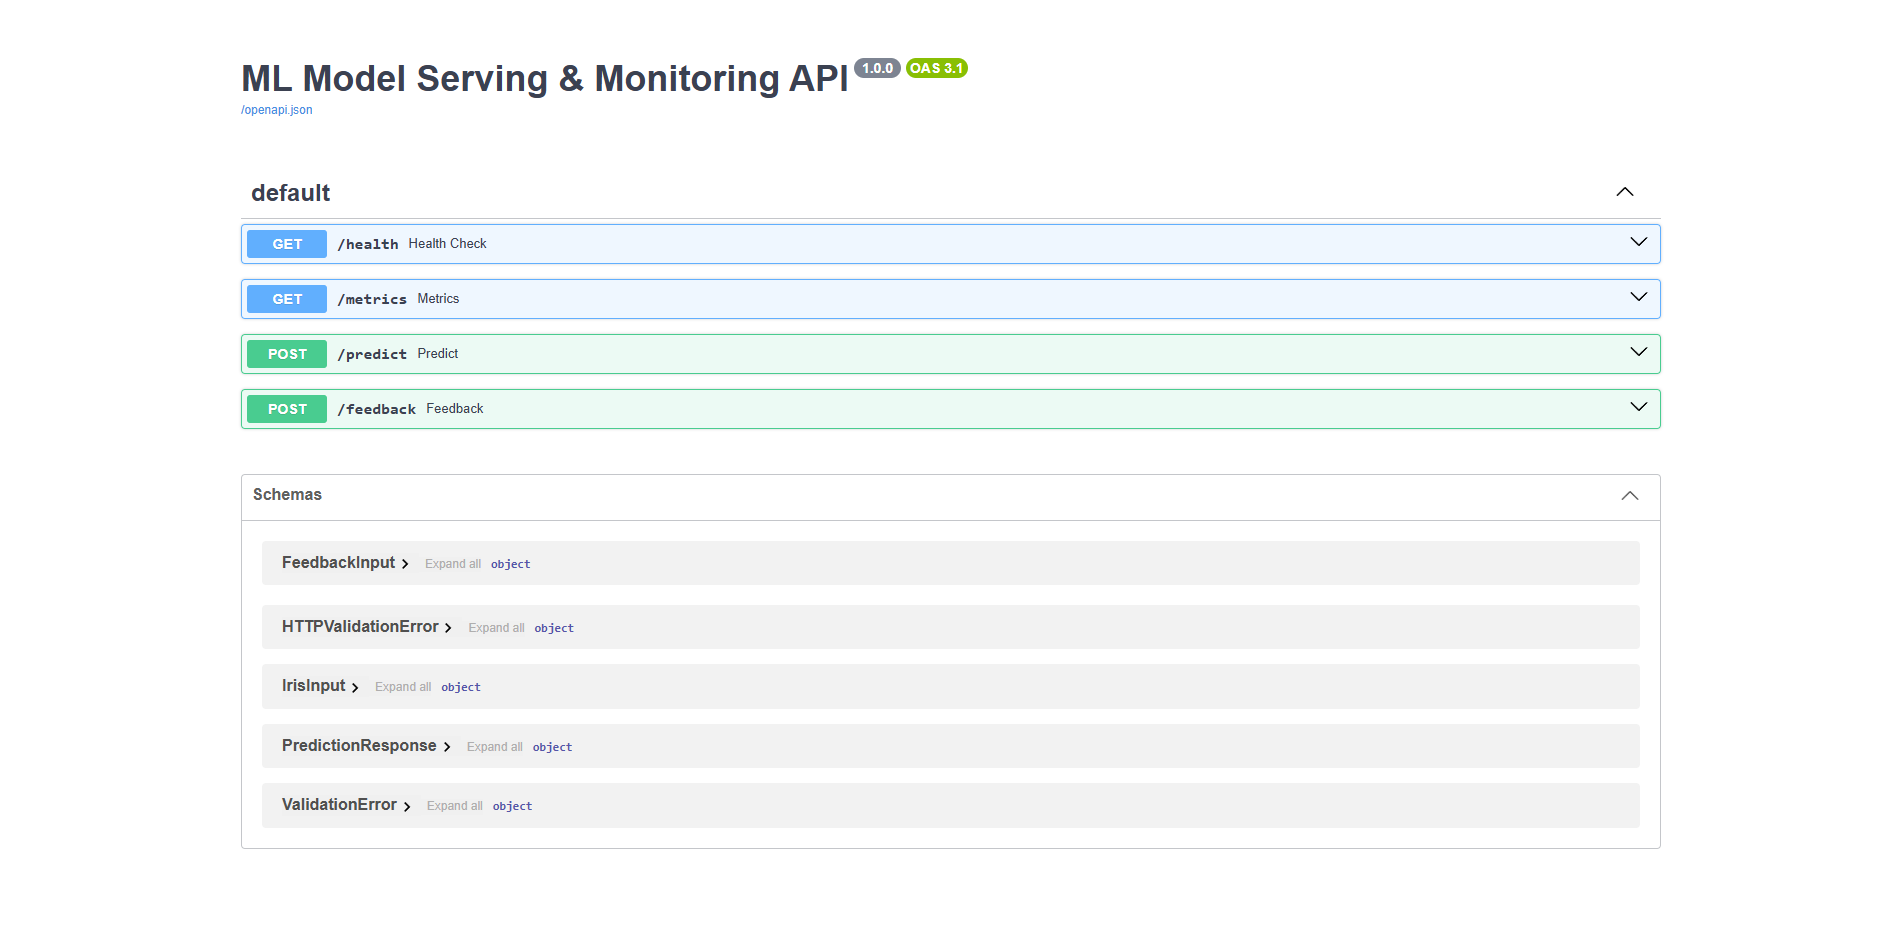 ML Model Serving & Monitoring API 1.0.0 OAS 3.1
/openapi.json
default
GET /health Health Check
GET /metrics Metrics
POST /predict Predict
POST /feedback Feedback
Schemas
FeedbackInput Expand all object
HTTPValidationError Expand all object
IrisInput Expand all object
PredictionResponse Expand all object
ValidationError Expand all object